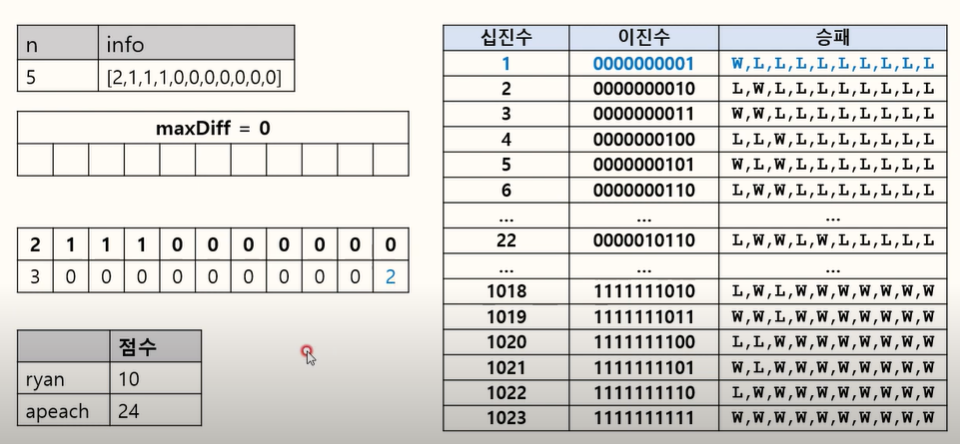 n info
5 [2,1,1,1,0,0,0,0,0,0,0]
maxDiff = 0
2 1 1 1 0 0 0 0 0 0 0
3 0 0 0 0 0 0 0 0 0 2
점수
ryan 10
apeach 24
십진수 이진수 승패
1 0000000001 W,L,L,L,L,L,L,L,L,L
2 0000000010 L,W,L,L,L,L,L,L,L,L
3 0000000011 W,W,L,L,L,L,L,L,L,L
4 0000000100 L,L,W,L,L,L,L,L,L,L
5 0000000101 W,L,W,L,L,L,L,L,L,L
6 0000000110 L,W,W,L,L,L,L,L,L,L
... ... ...
22 0000010110 L,W,W,L,W,L,L,L,L,L
... ... ...
1018 1111111010 L,W,L,W,W,W,W,W,W,W
1019 1111111011 W,W,L,W,W,W,W,W,W,W
1020 1111111100 L,L,W,W,W,W,W,W,W,W
1021 1111111101 W,L,W,W,W,W,W,W,W,W
1022 1111111110 L,W,W,W,W,W,W,W,W,W
1023 1111111111 W,W,W,W,W,W,W,W,W,W